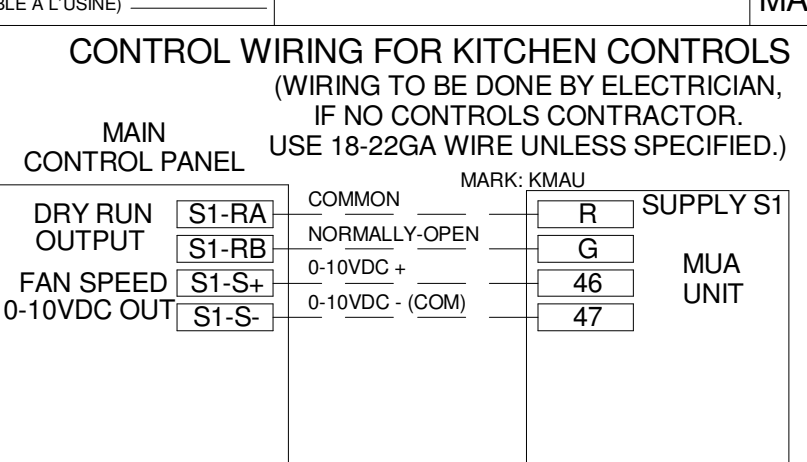 BLE À L'USINE)
MA
CONTROL WIRING FOR KITCHEN CONTROLS
(WIRING TO BE DONE BY ELECTRICIAN,
IF NO CONTROLS CONTRACTOR.
USE 18-22GA WIRE UNLESS SPECIFIED.)
MAIN
CONTROL PANEL
MARK: KMAU
DRY RUN
OUTPUT
S1-RA
COMMON
R
SUPPLY S1
S1-RB
NORMALLY-OPEN
G
FAN SPEED
0-10VDC OUT
S1-S+
0-10VDC +
46
MUA
UNIT
S1-S-
0-10VDC - (COM)
47